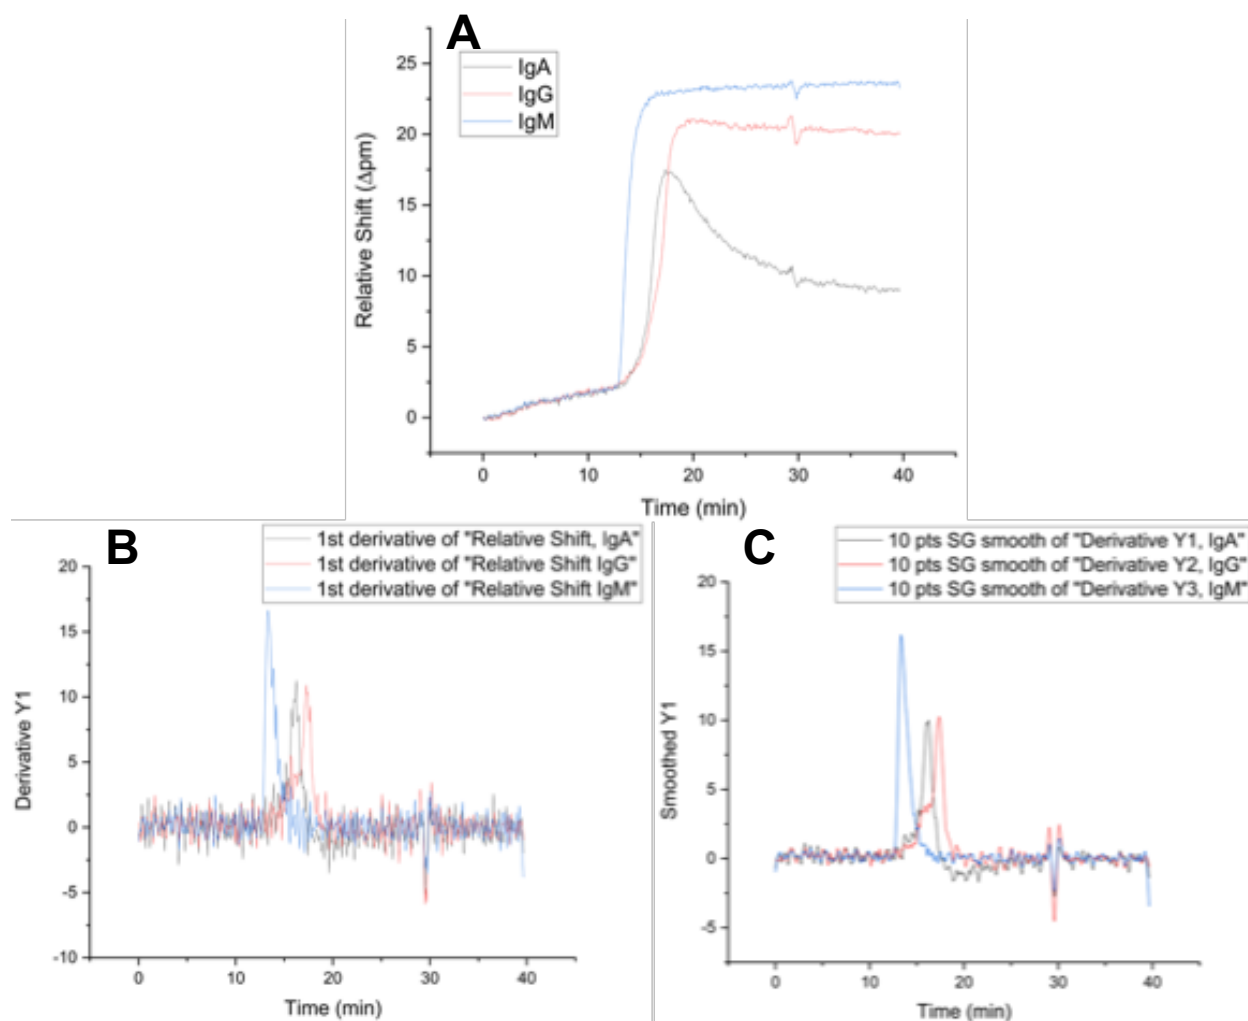 A
IgA
IgG
IgM
25
20
15
10
5
0
Relative Shift (Δpm)
0 10 20 30 40
Time (min)
B
1st derivative of "Relative Shift, IgA"
1st derivative of "Relative Shift IgG"
1st derivative of "Relative Shift IgM"
20
15
10
5
0
-5
-10
Derivative Y1
0 10 20 30 40
Time (min)
C
10 pts SG smooth of "Derivative Y1, IgA"
10 pts SG smooth of "Derivative Y2, IgG"
10 pts SG smooth of "Derivative Y3, IgM"
20
15
10
5
0
-5
Smoothed Y1
0 10 20 30 40
Time (min)